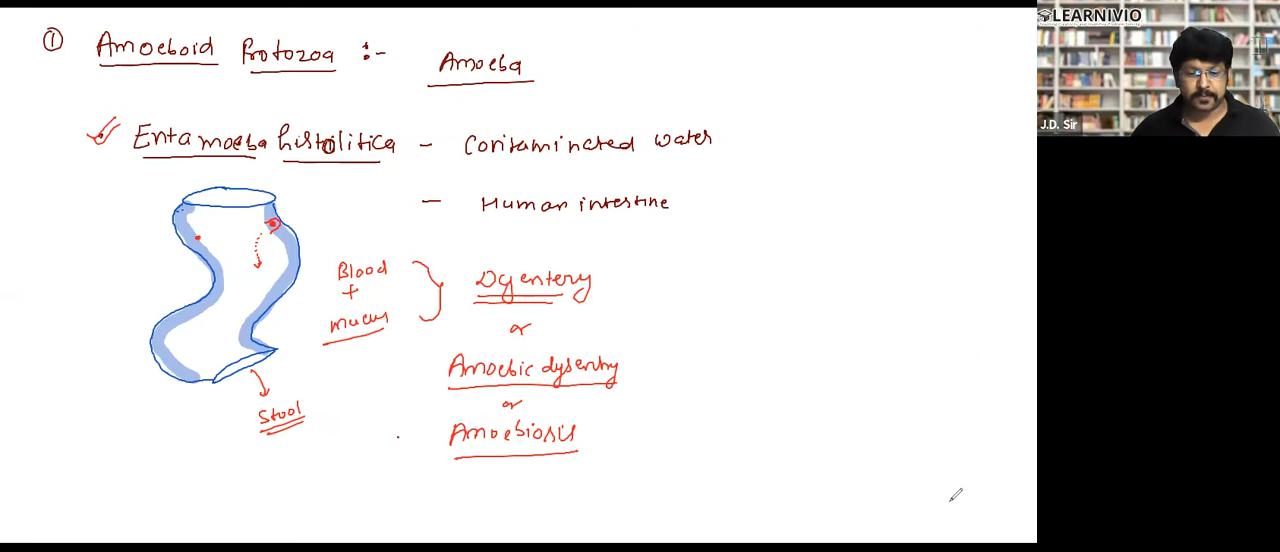 ① Amoeboid Protozoa :- Amoeba
Entamoeba histolitica - Contaminated water
- Human intestine
Blood
+
mucus
Dyentery
or
Amoebic dysentry
or
Amoebiosis
Stool
LEARNIVIO
J.D. Sir